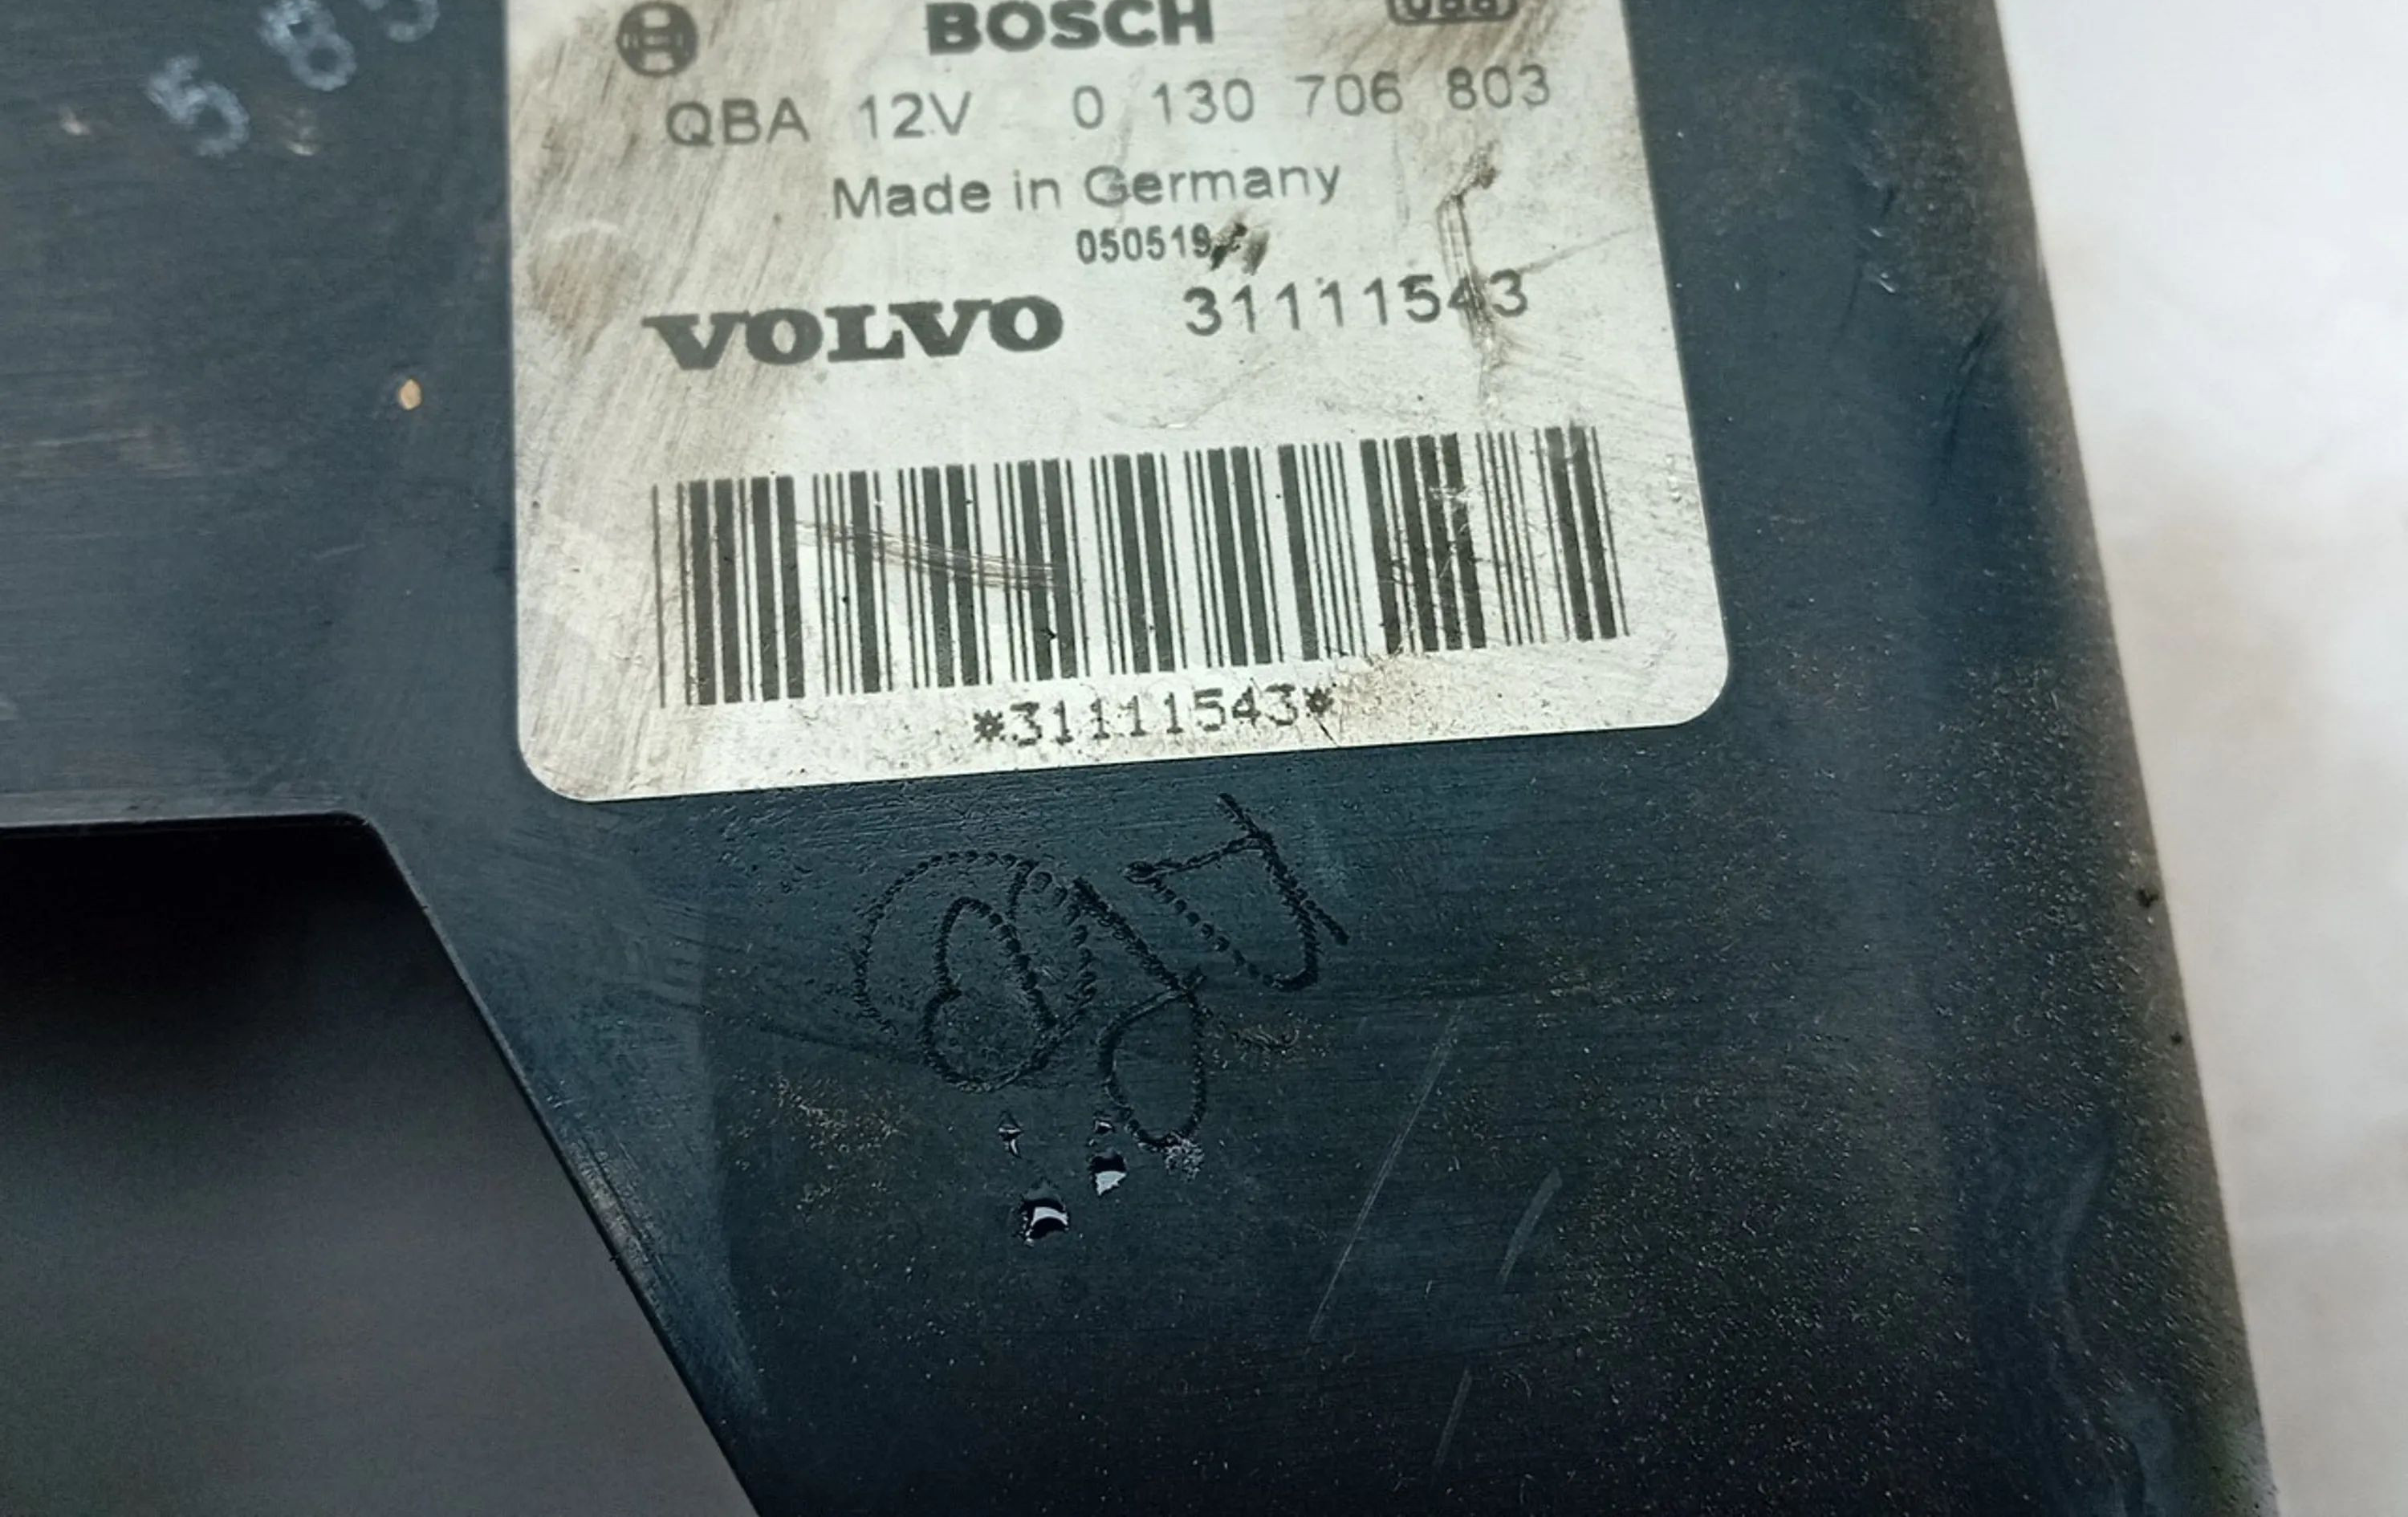 BOSCH
QBA 12V 0 130 706 803
Made in Germany
050519
VOLVO 31111543
*31111543*